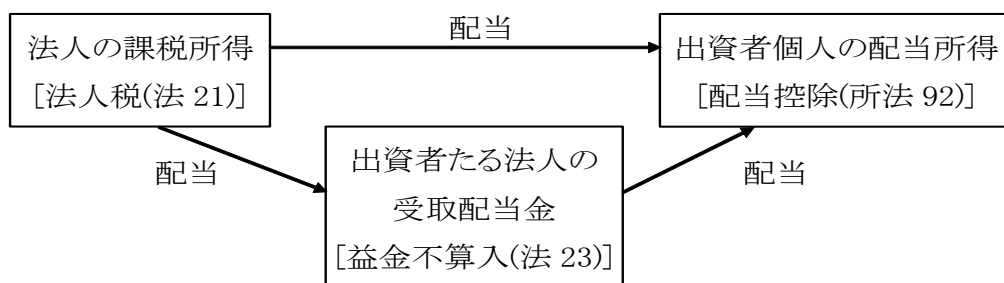 配当
法人の課税所得
[法人税(法 21)]
出資者個人の配当所得
[配当控除(所法 92)]
配当
出資者たる法人の
受取配当金
[益金不算入(法 23)]
配当